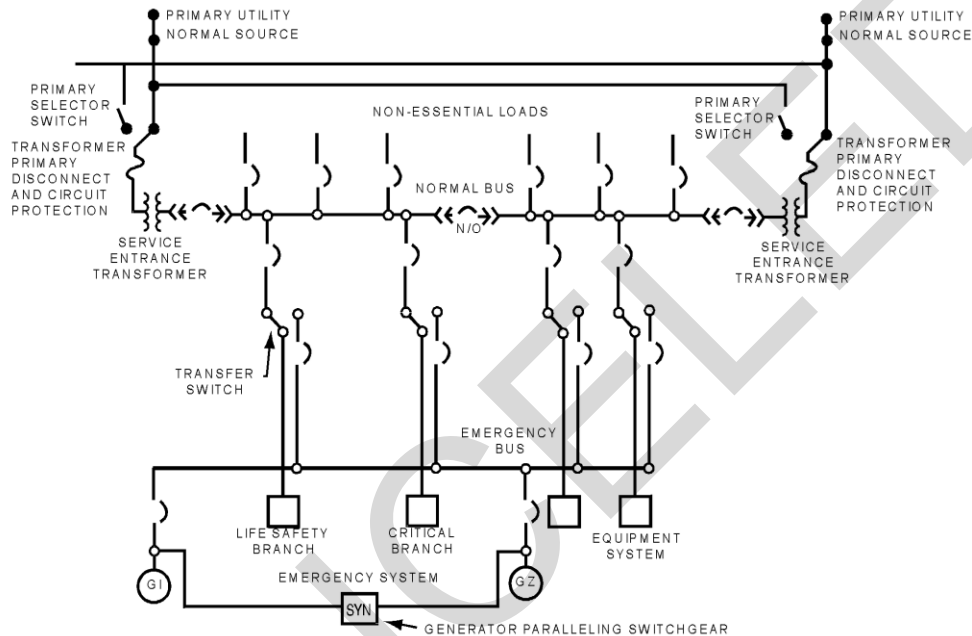 PRIMARY UTILITY
NORMAL SOURCE
PRIMARY UTILITY
NORMAL SOURCE
PRIMARY
SELECTOR
SWITCH
NON-ESSENTIAL LOADS
PRIMARY
SELECTOR
SWITCH
TRANSFORMER
PRIMARY
DISCONNECT
AND CIRCUIT
PROTECTION
TRANSFORMER
PRIMARY
DISCONNECT
AND CIRCUIT
PROTECTION
NORMAL BUS
N/O
SERVICE
ENTRANCE
TRANSFORMER
SERVICE
ENTRANCE
TRANSFORMER
TRANSFER
SWITCH
EMERGENCY
BUS
LIFE SAFETY
BRANCH
CRITICAL
BRANCH
EQUIPMENT
SYSTEM
GI
EMERGENCY SYSTEM
GZ
SYN
GENERATOR PARALLELING SWITCHGEAR